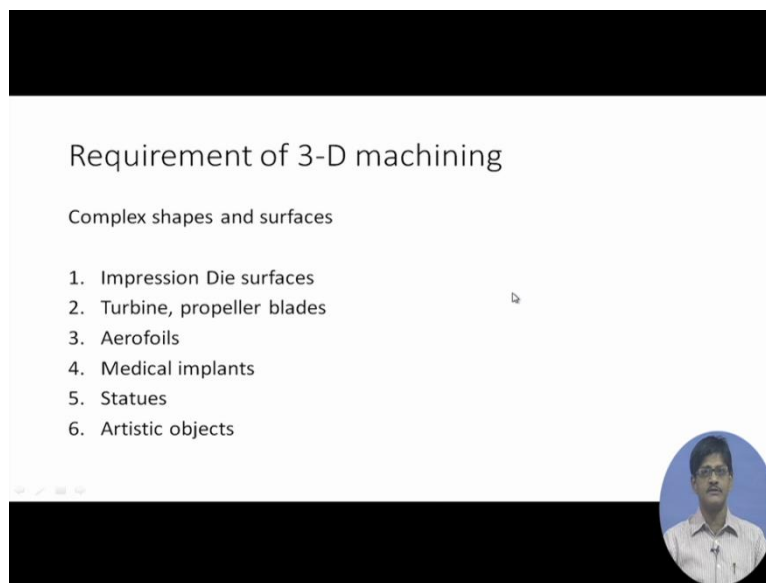 Requirement of 3-D machining
Complex shapes and surfaces
1. Impression Die surfaces
2. Turbine, propeller blades
3. Aerofoils
4. Medical implants
5. Statues
6. Artistic objects